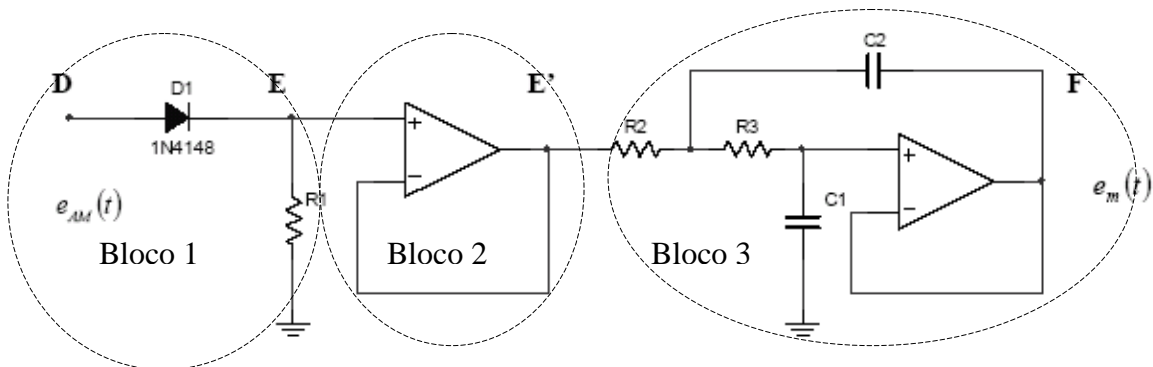 D
D1
1N4148
E
e_AM(t)
R1
Bloco 1
+
−
E’
Bloco 2
R2
R3
C2
C1
+
−
F
e_m(t)
Bloco 3